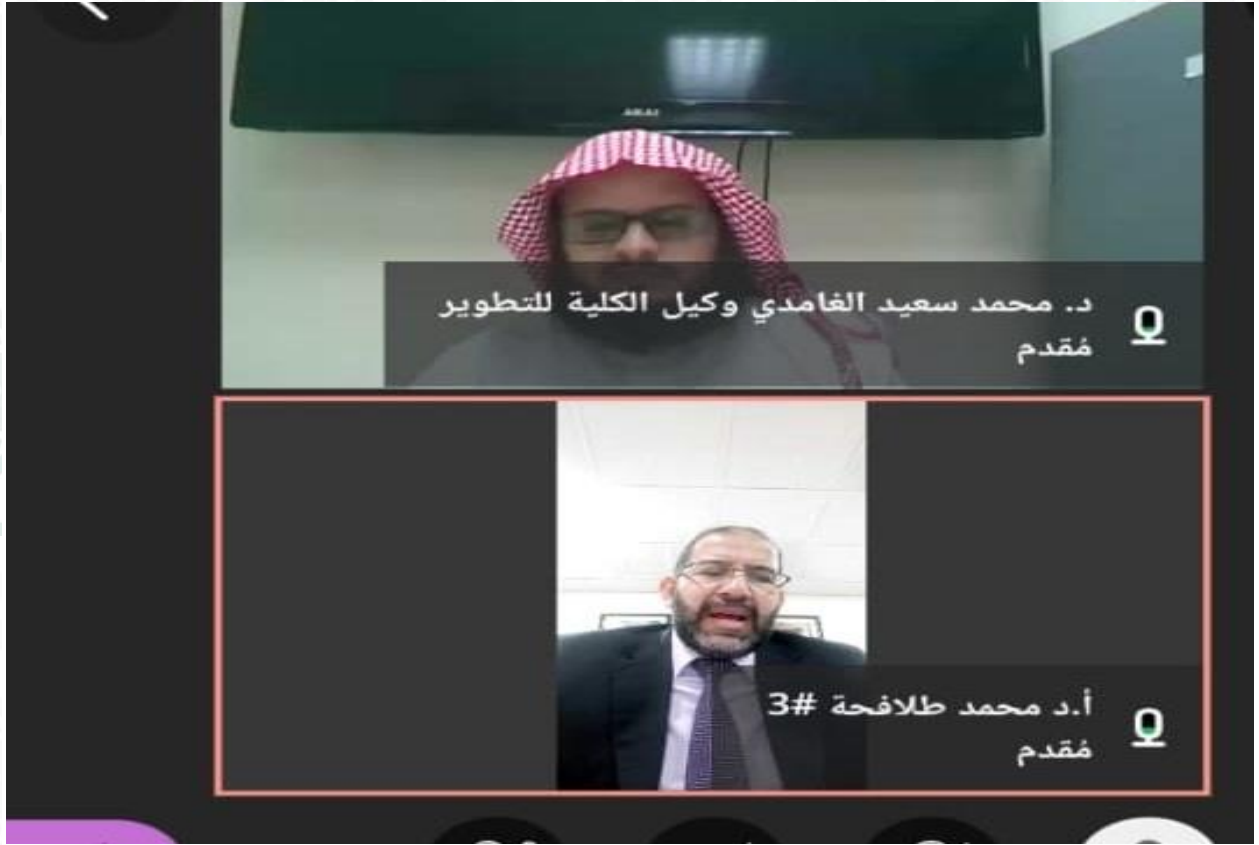 د. محمد سعيد الغامدي وكيل الكلية للتطوير
مُقدم
أ.د محمد طلافحة #3
مُقدم